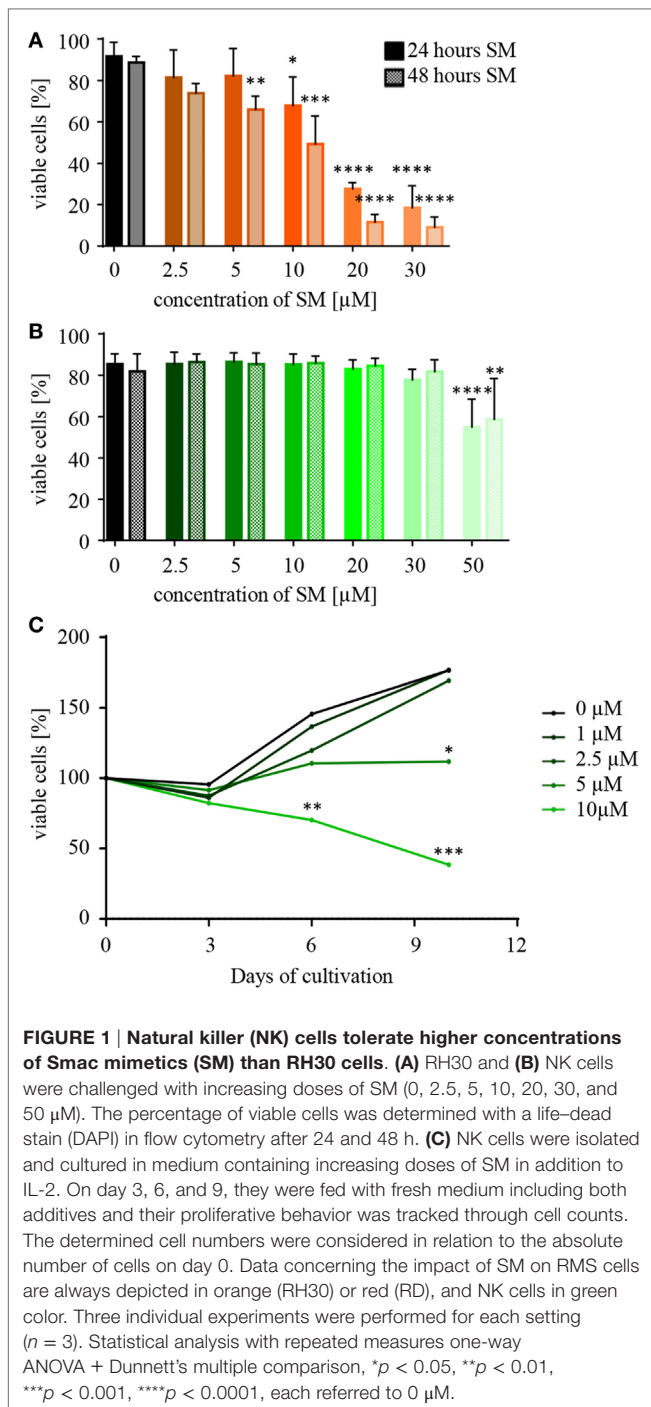 A
100
80
60
40
20
0
viable cells [%]
24 hours SM
48 hours SM
**
*
***
****
****
****
****
0 2.5 5 10 20 30
concentration of SM [µM]
B
100
80
60
40
20
0
viable cells [%]
****
**
0 2.5 5 10 20 30 50
concentration of SM [µM]
C
200
150
100
50
0
viable cells [%]
**
*
***
0 µM
1 µM
2.5 µM
5 µM
10µM
0 3 6 9 12
Days of cultivation
FIGURE 1 | Natural killer (NK) cells tolerate higher concentrations
of Smac mimetics (SM) than RH30 cells. (A) RH30 and (B) NK cells
were challenged with increasing doses of SM (0, 2.5, 5, 10, 20, 30, and
50 μM). The percentage of viable cells was determined with a life–dead
stain (DAPI) in flow cytometry after 24 and 48 h. (C) NK cells were isolated
and cultured in medium containing increasing doses of SM in addition to
IL-2. On day 3, 6, and 9, they were fed with fresh medium including both
additives and their proliferative behavior was tracked through cell counts.
The determined cell numbers were considered in relation to the absolute
number of cells on day 0. Data concerning the impact of SM on RMS cells
are always depicted in orange (RH30) or red (RD), and NK cells in green
color. Three individual experiments were performed for each setting
(n = 3). Statistical analysis with repeated measures one-way
ANOVA + Dunnett's multiple comparison, *p < 0.05, **p < 0.01,
***p < 0.001, ****p < 0.0001, each referred to 0 μM.